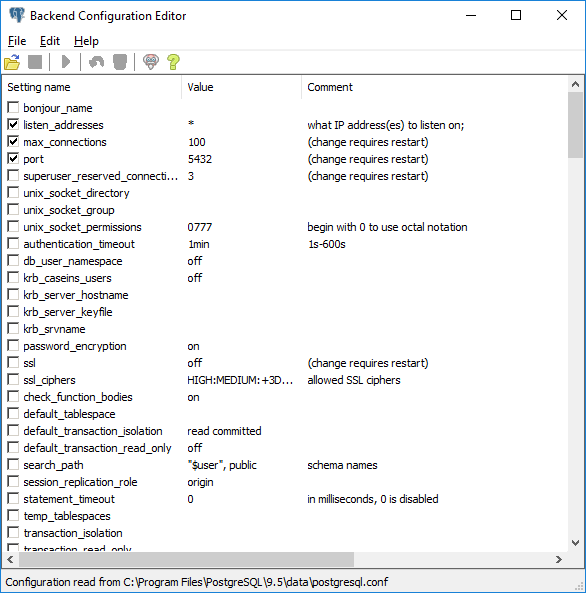 Backend Configuration Editor
File Edit Help
Setting name Value Comment
bonjour_name
listen_addresses * what IP address(es) to listen on;
max_connections 100 (change requires restart)
port 5432 (change requires restart)
superuser_reserved_connecti... 3 (change requires restart)
unix_socket_directory
unix_socket_group
unix_socket_permissions 0777 begin with 0 to use octal notation
authentication_timeout 1min 1s-600s
db_user_namespace off
krb_caseins_users off
krb_server_hostname
krb_server_keyfile
krb_srvname
password_encryption on
ssl off (change requires restart)
ssl_ciphers HIGH:MEDIUM:+3D... allowed SSL ciphers
check_function_bodies on
default_tablespace
default_transaction_isolation read committed
default_transaction_read_only off
search_path "$user", public schema names
session_replication_role origin
statement_timeout 0 in milliseconds, 0 is disabled
temp_tablespaces
transaction_isolation
transaction_read_only
Configuration read from C:\Program Files\PostgreSQL\9.5\data\postgresql.conf